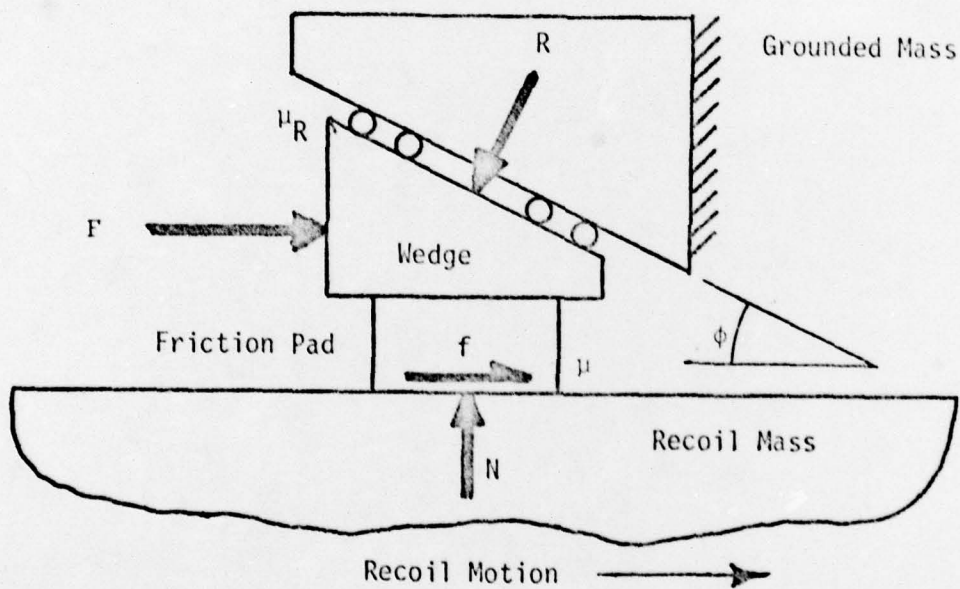 R
Grounded Mass
μR
F
Wedge
Friction Pad
f
μ
φ
Recoil Mass
N
Recoil Motion